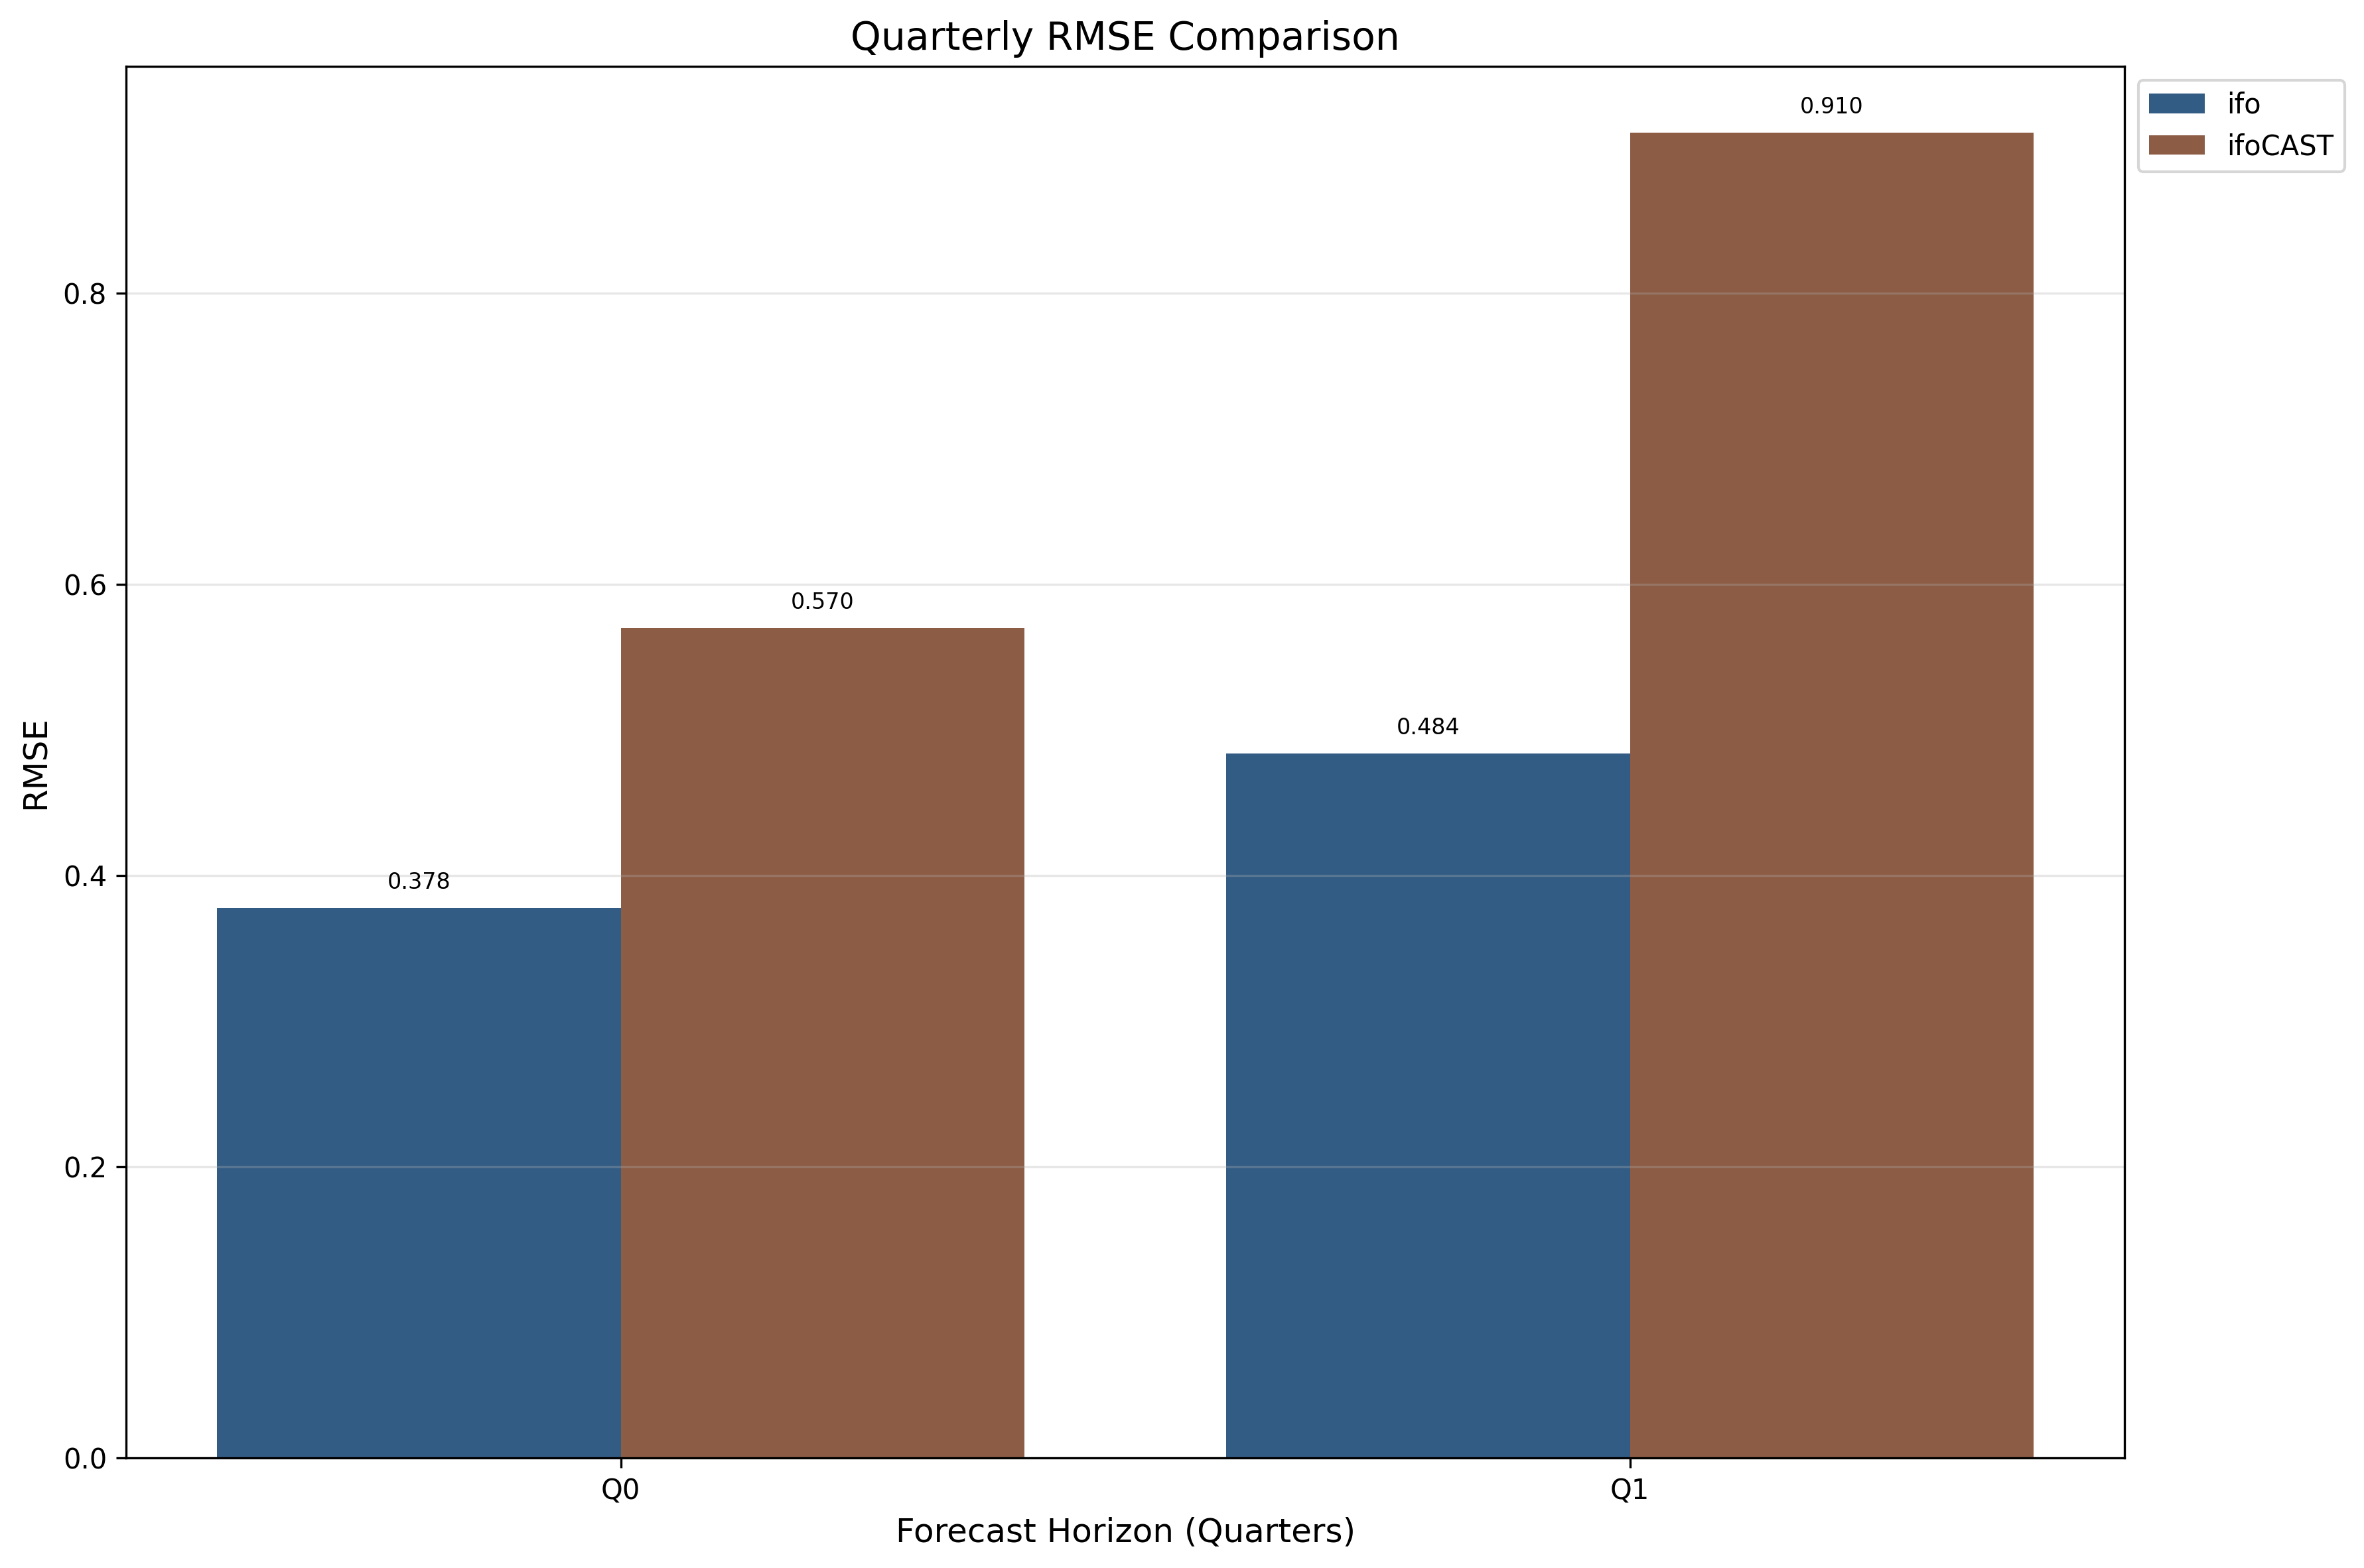 Quarterly RMSE Comparison
ifo
ifoCAST
0.910
0.570
0.484
0.378
0.8
0.6
0.4
0.2
0.0
RMSE
Q0
Q1
Forecast Horizon (Quarters)